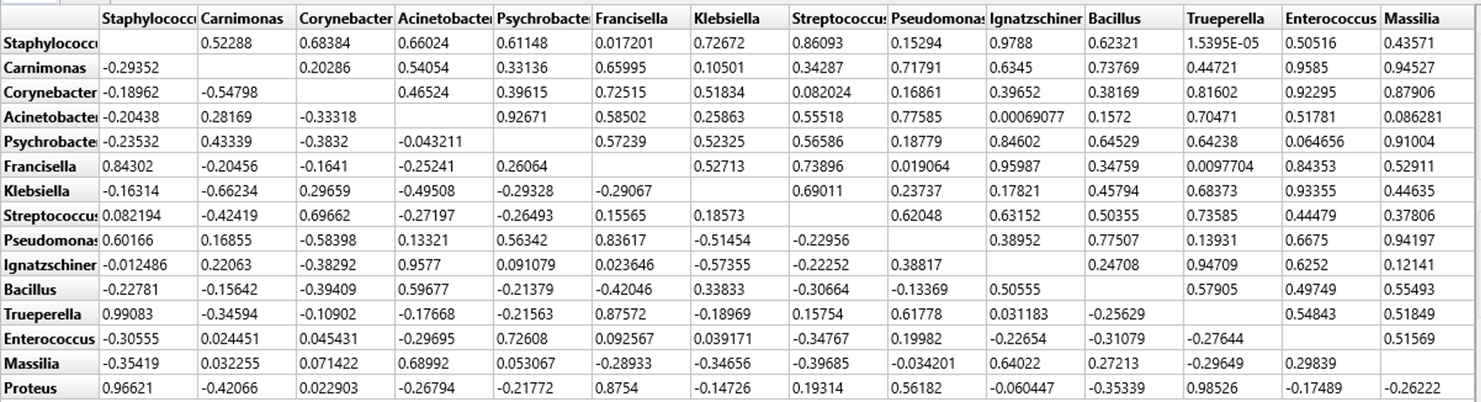 Staphylococcu Carnimonas Corynebacter Acinetobacte Psychrobacte Francisella Klebsiella Streptococcus Pseudomonas Ignatzschiner Bacillus Trueperella Enterococcus Massilia
Staphylococcu 0.52288 0.68384 0.66024 0.61148 0.017201 0.72672 0.86093 0.15294 0.9788 0.62321 1.5395E-05 0.50516 0.43571
Carnimonas -0.29352 0.20286 0.54054 0.33136 0.65995 0.10501 0.34287 0.71791 0.6345 0.73769 0.44721 0.9585 0.94527
Corynebacter -0.18962 -0.54798 0.46524 0.39615 0.72515 0.51834 0.082024 0.16861 0.39652 0.38169 0.81602 0.92295 0.87906
Acinetobacte -0.20438 0.28169 -0.33318 0.92671 0.58502 0.25863 0.55518 0.77585 0.00069077 0.1572 0.70471 0.51781 0.086281
Psychrobacte -0.23532 0.43339 -0.3832 -0.043211 0.57239 0.52325 0.56586 0.18779 0.84602 0.64529 0.64238 0.064656 0.91004
Francisella 0.84302 -0.20456 -0.1641 -0.25241 0.26064 0.52713 0.73896 0.019064 0.95987 0.34759 0.0097704 0.84353 0.52911
Klebsiella -0.16314 -0.66234 0.29659 -0.49508 -0.29328 -0.29067 0.69011 0.23737 0.17821 0.45794 0.68373 0.93355 0.44635
Streptococcus 0.082194 -0.42419 0.69662 -0.27197 -0.26493 0.15565 0.18573 0.62048 0.63152 0.50355 0.73585 0.44479 0.37806
Pseudomonas 0.60166 0.16855 -0.58398 0.13321 0.56342 0.83617 -0.51454 -0.22956 0.38952 0.77507 0.13931 0.6675 0.94197
Ignatzschiner -0.012486 0.22063 -0.38292 0.9577 0.091079 0.023646 -0.57355 -0.22252 0.38817 0.24708 0.94709 0.6252 0.12141
Bacillus -0.22781 -0.15642 -0.39409 0.59677 -0.21379 -0.42046 0.33833 -0.30664 -0.13369 0.50555 0.57905 0.49749 0.55493
Trueperella 0.99083 -0.34594 -0.10902 -0.17668 -0.21563 0.87572 -0.18969 0.15754 0.61778 0.031183 -0.25629 0.54843 0.51849
Enterococcus -0.30555 0.024451 0.045431 -0.29695 0.72608 0.092567 0.039171 -0.34767 0.19982 -0.22654 -0.31079 -0.27644 0.51569
Massilia -0.35419 0.032255 0.071422 0.68992 0.053067 -0.28933 -0.34656 -0.39685 -0.034201 0.64022 0.27213 -0.29649 0.29839
Proteus 0.96621 -0.42066 0.022903 -0.26794 -0.21772 0.8754 -0.14726 0.19314 0.56182 -0.060447 -0.35339 0.98526 -0.17489 -0.26222